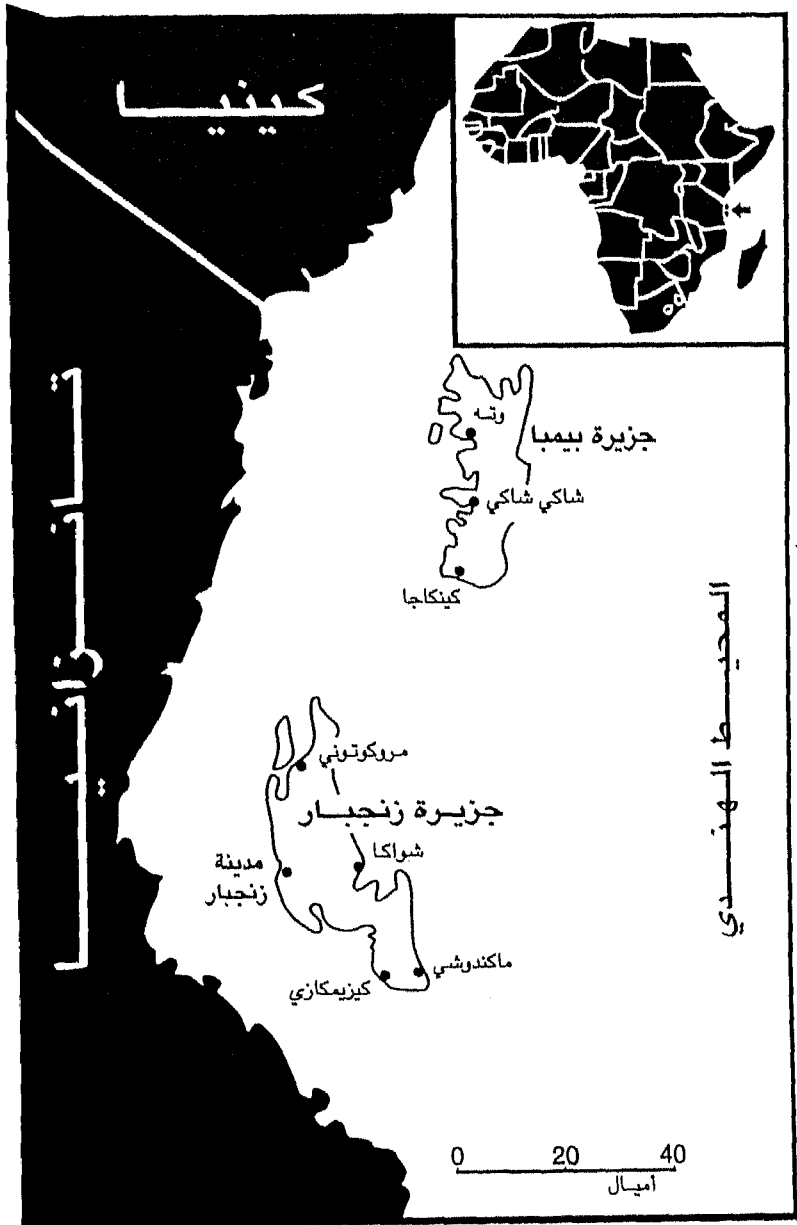 كينيا
تانزانيا
وته
جزيرة بيمبا
شاكي شاكي
كينكاجا
المحيط الهندي
مروكوتوني
جزيرة زنجبار
شواكا
مدينة
زنجبار
ماكندوشي
كيزيمكازي
0 20 40
أميال